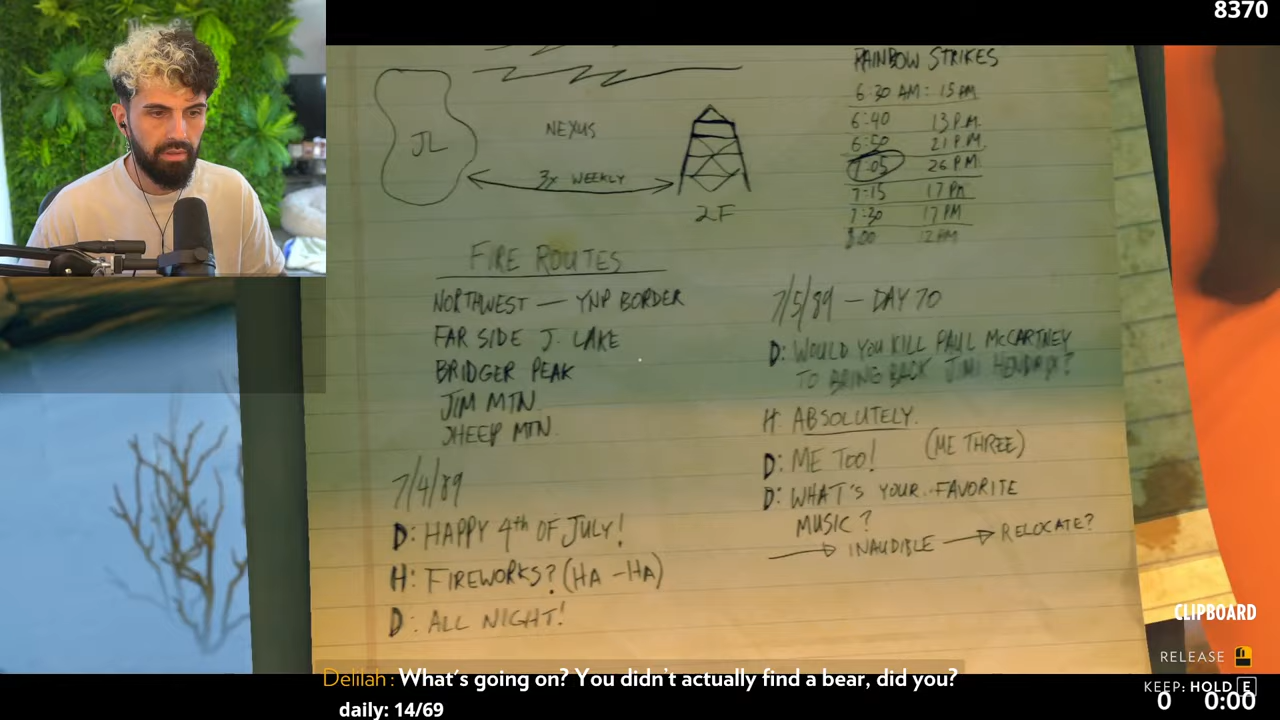 8370
RAINBOW STRIKES
6:30 AM: 15 PM
6:40 13 P.M.
6:50 21 P.M.
7:05 26 P.M.
7:15 17 PM
7:30 17 PM
8:00 12 PM
JL
NEXUS
3x WEEKLY
2F
FIRE ROUTES
NORTHWEST — YNP BORDER
FAR SIDE J. LAKE
BRIDGER PEAK
JIM MTN.
SHEEP MTN.
7/4/89
D: HAPPY 4th OF JULY!
H: FIREWORKS? (HA-HA)
D: ALL NIGHT!
7/5/89 — DAY 70
D: WOULD YOU KILL PAUL McCARTNEY
TO BRING BACK JIMI HENDRIX?
H: ABSOLUTELY.
D: ME TOO! (ME THREE)
D: WHAT'S YOUR FAVORITE
MUSIC?
INAUDIBLE → RELOCATE?
CLIPBOARD
RELEASE
KEEP: HOLD E
Delilah: What's going on? You didn't actually find a bear, did you?
daily: 14/69
0 0:00